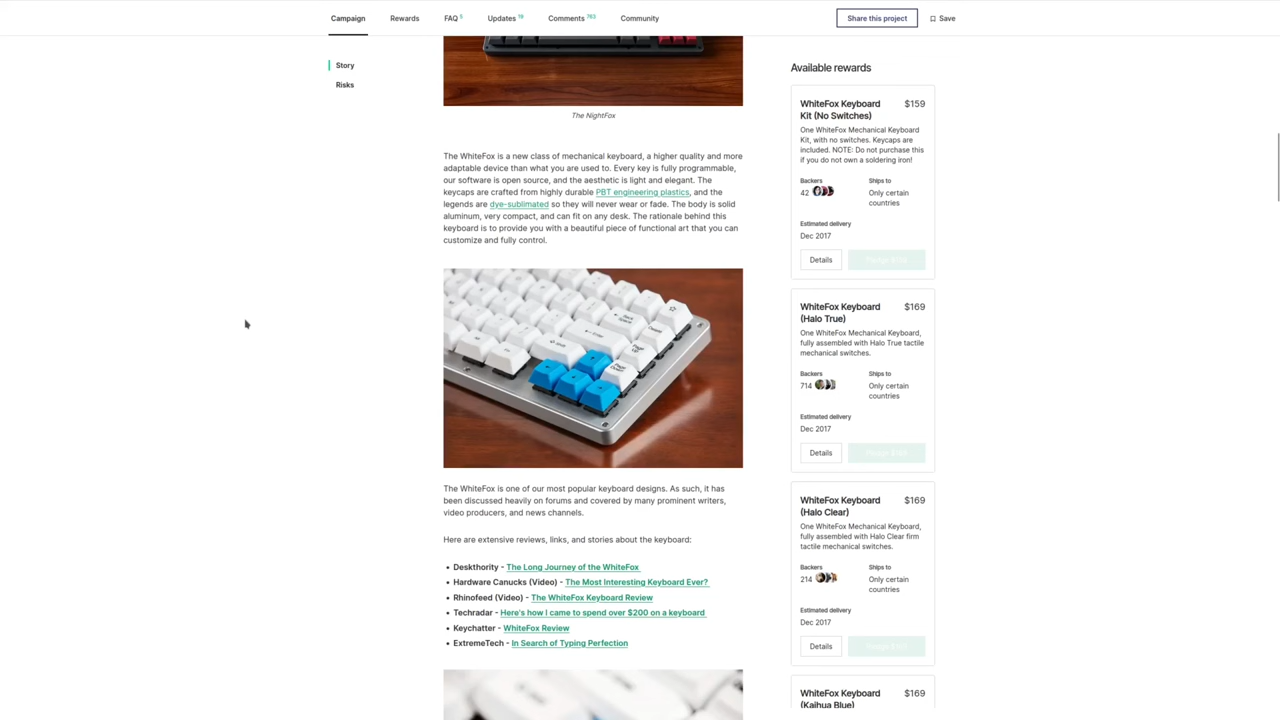 Campaign
Rewards
FAQ 5
Updates 19
Comments 763
Community
Share this project
Save
Story
Risks
The NightFox
The WhiteFox is a new class of mechanical keyboard, a higher quality and more
adaptable device than what you are used to. Every key is fully programmable,
our software is open source, and the aesthetic is light and elegant. The
keycaps are crafted from highly durable PBT engineering plastics, and the
legends are dye-sublimated so they will never wear or fade. The body is solid
aluminum, very compact, and can fit on any desk. The rationale behind this
keyboard is to provide you with a beautiful piece of functional art that you can
customize and fully control.
Back Space
Delete
Enter
Page Up
Shift
Page Down
The WhiteFox is one of our most popular keyboard designs. As such, it has
been discussed heavily on forums and covered by many prominent writers,
video producers, and news channels.
Here are extensive reviews, links, and stories about the keyboard:
• Deskthority - The Long Journey of the WhiteFox
• Hardware Canucks (Video) - The Most Interesting Keyboard Ever?
• Rhinofeed (Video) - The WhiteFox Keyboard Review
• Techradar - Here's how I came to spend over $200 on a keyboard
• Keychatter - WhiteFox Review
• ExtremeTech - In Search of Typing Perfection
Available rewards
WhiteFox Keyboard $159
Kit (No Switches)
One WhiteFox Mechanical Keyboard
Kit, with no switches. Keycaps are
included. NOTE: Do not purchase this
if you do not own a soldering iron!
Backers
42
Ships to
Only certain
countries
Estimated delivery
Dec 2017
Details
WhiteFox Keyboard $169
(Halo True)
One WhiteFox Mechanical Keyboard,
fully assembled with Halo True tactile
mechanical switches.
Backers
714
Ships to
Only certain
countries
Estimated delivery
Dec 2017
Details
WhiteFox Keyboard $169
(Halo Clear)
One WhiteFox Mechanical Keyboard,
fully assembled with Halo Clear firm
tactile mechanical switches.
Backers
214
Ships to
Only certain
countries
Estimated delivery
Dec 2017
Details
WhiteFox Keyboard $169
(Kaihua Blue)